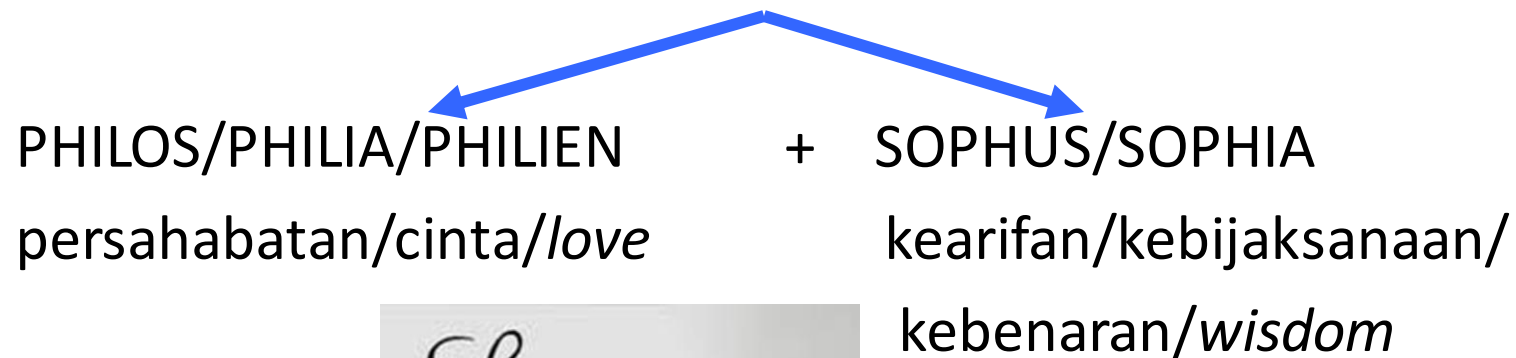 PHILOS/PHILIA/PHILIEN + SOPHUS/SOPHIA
persahabatan/cinta/love kearifan/kebijaksanaan/
kebenaran/wisdom